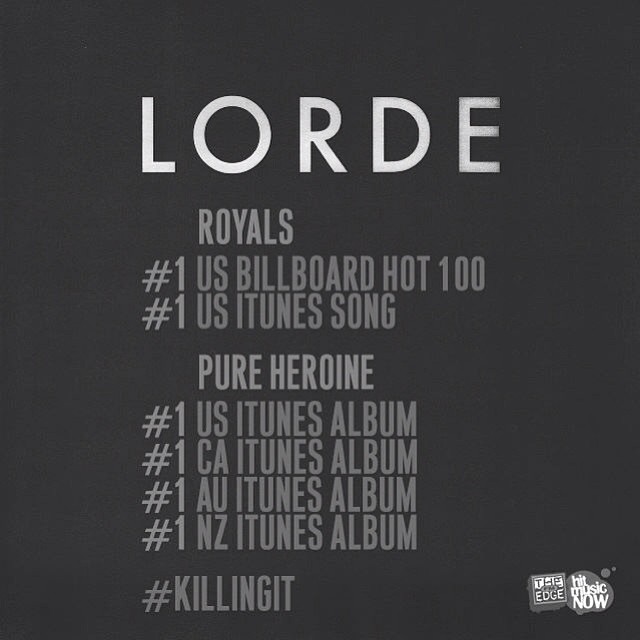 LORDE
ROYALS
#1 US BILLBOARD HOT 100
#1 US ITUNES SONG
PURE HEROINE
#1 US ITUNES ALBUM
#1 CA ITUNES ALBUM
#1 AU ITUNES ALBUM
#1 NZ ITUNES ALBUM
#KILLINGIT
THE
EDGE
hit
music
NOW